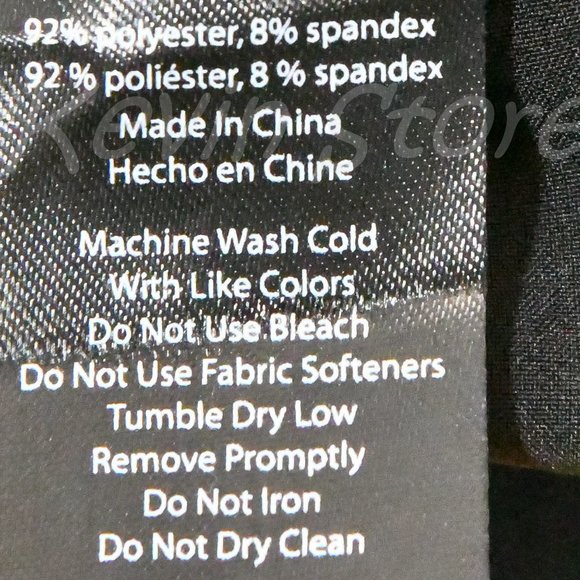 92% polyester, 8% spandex
92 % poliéster, 8 % spandex
Kevin Store
Made In China
Hecho en Chine
Machine Wash Cold
With Like Colors
Do Not Use Bleach
Do Not Use Fabric Softeners
Tumble Dry Low
Remove Promptly
Do Not Iron
Do Not Dry Clean